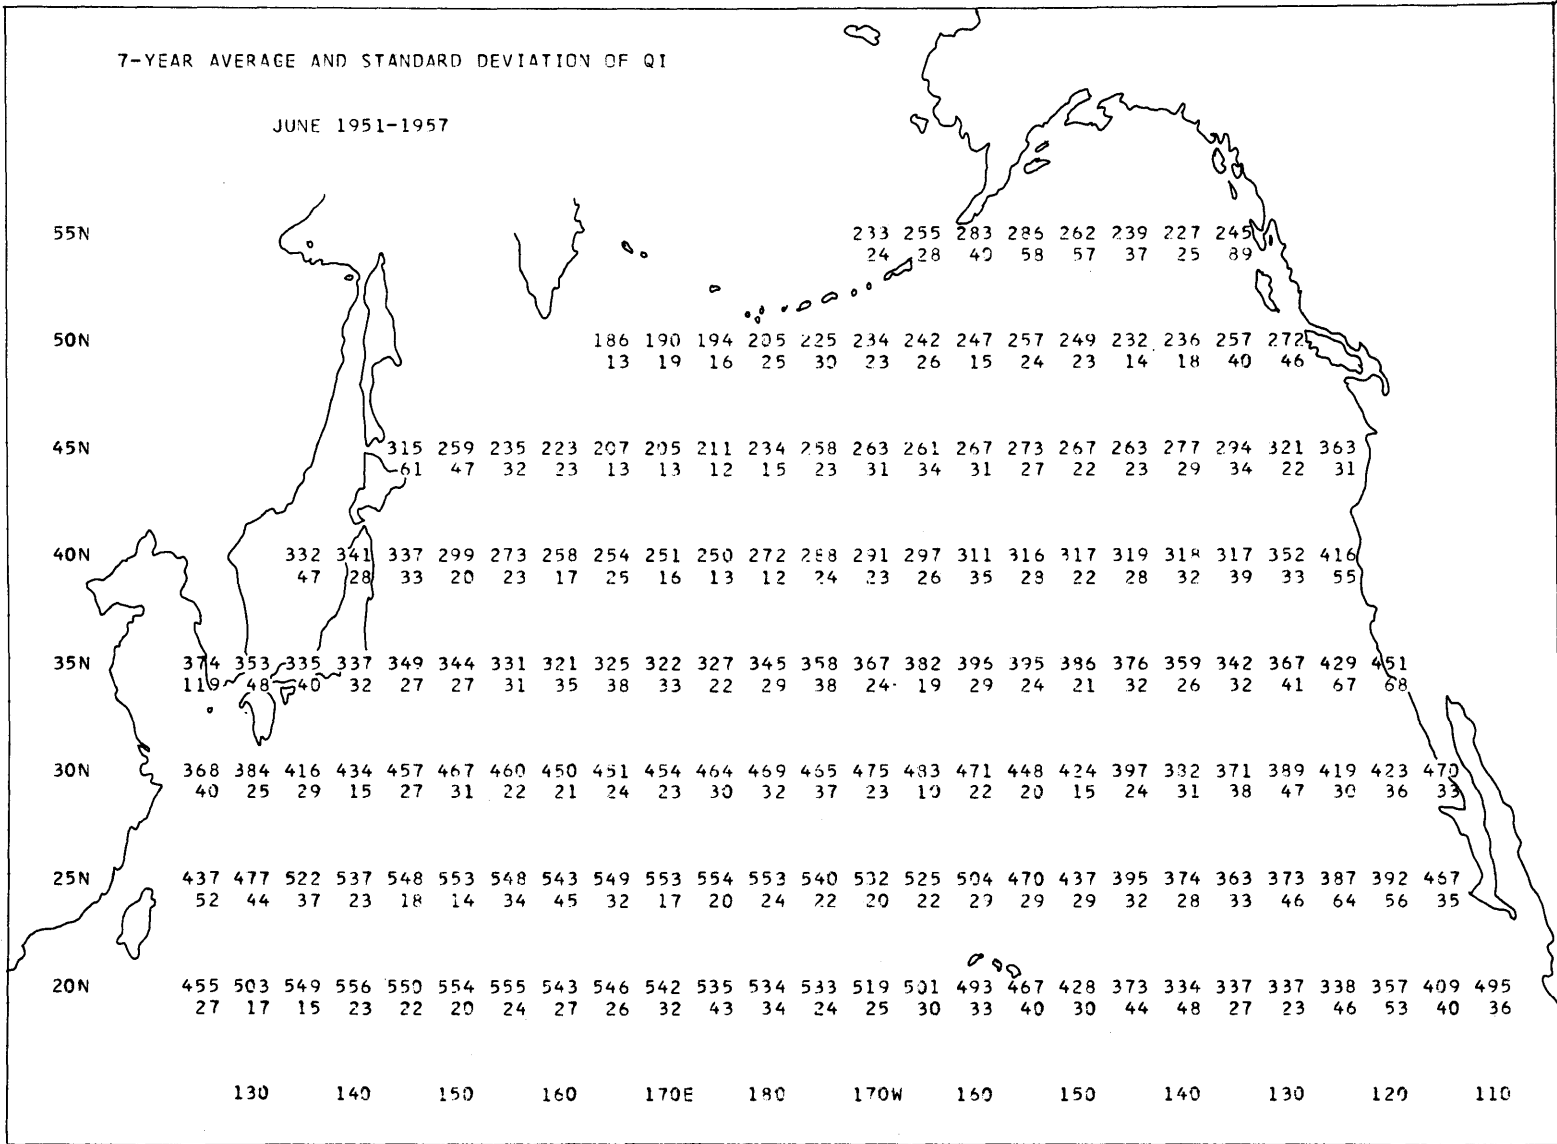 7-YEAR AVERAGE AND STANDARD DEVIATION OF QI
JUNE 1951-1957
55N 233 255 283 286 262 239 227 245
24 28 40 58 57 37 25 89
50N 186 190 194 205 225 234 242 247 257 249 232 236 257 272
13 19 16 25 30 23 26 15 24 23 14 18 40 46
45N 315 259 235 223 207 205 211 234 258 263 261 267 273 267 263 277 294 321 363
61 47 32 23 13 13 12 15 23 31 34 31 27 22 23 29 34 22 31
40N 332 341 337 299 273 258 254 251 250 272 288 291 297 311 316 317 319 318 317 352 416
47 28 33 20 23 17 25 16 13 12 24 23 26 35 28 22 28 32 39 33 55
35N 374 353 335 337 349 344 331 321 325 322 327 345 358 367 382 396 395 386 376 359 342 367 429 451
119 48 40 32 27 27 31 35 38 33 22 29 38 24 19 29 24 21 32 26 32 41 67 68
30N 368 384 416 434 457 467 460 450 451 454 464 469 465 475 483 471 448 424 397 382 371 389 419 423 470
40 25 29 15 27 31 22 21 24 23 30 32 37 23 19 22 20 15 24 31 38 47 30 36 33
25N 437 477 522 537 548 553 548 543 549 553 554 553 540 532 525 504 470 437 395 374 363 373 387 392 467
52 44 37 23 18 14 34 45 32 17 20 24 22 20 22 29 29 29 32 28 33 46 64 56 35
20N 455 503 549 556 550 554 555 543 546 542 535 534 533 519 501 493 467 428 373 334 337 337 338 357 409 495
27 17 15 23 22 20 24 27 26 32 43 34 24 25 30 33 40 30 44 48 27 23 46 53 40 36
130 140 150 160 170E 180 170W 160 150 140 130 120 110